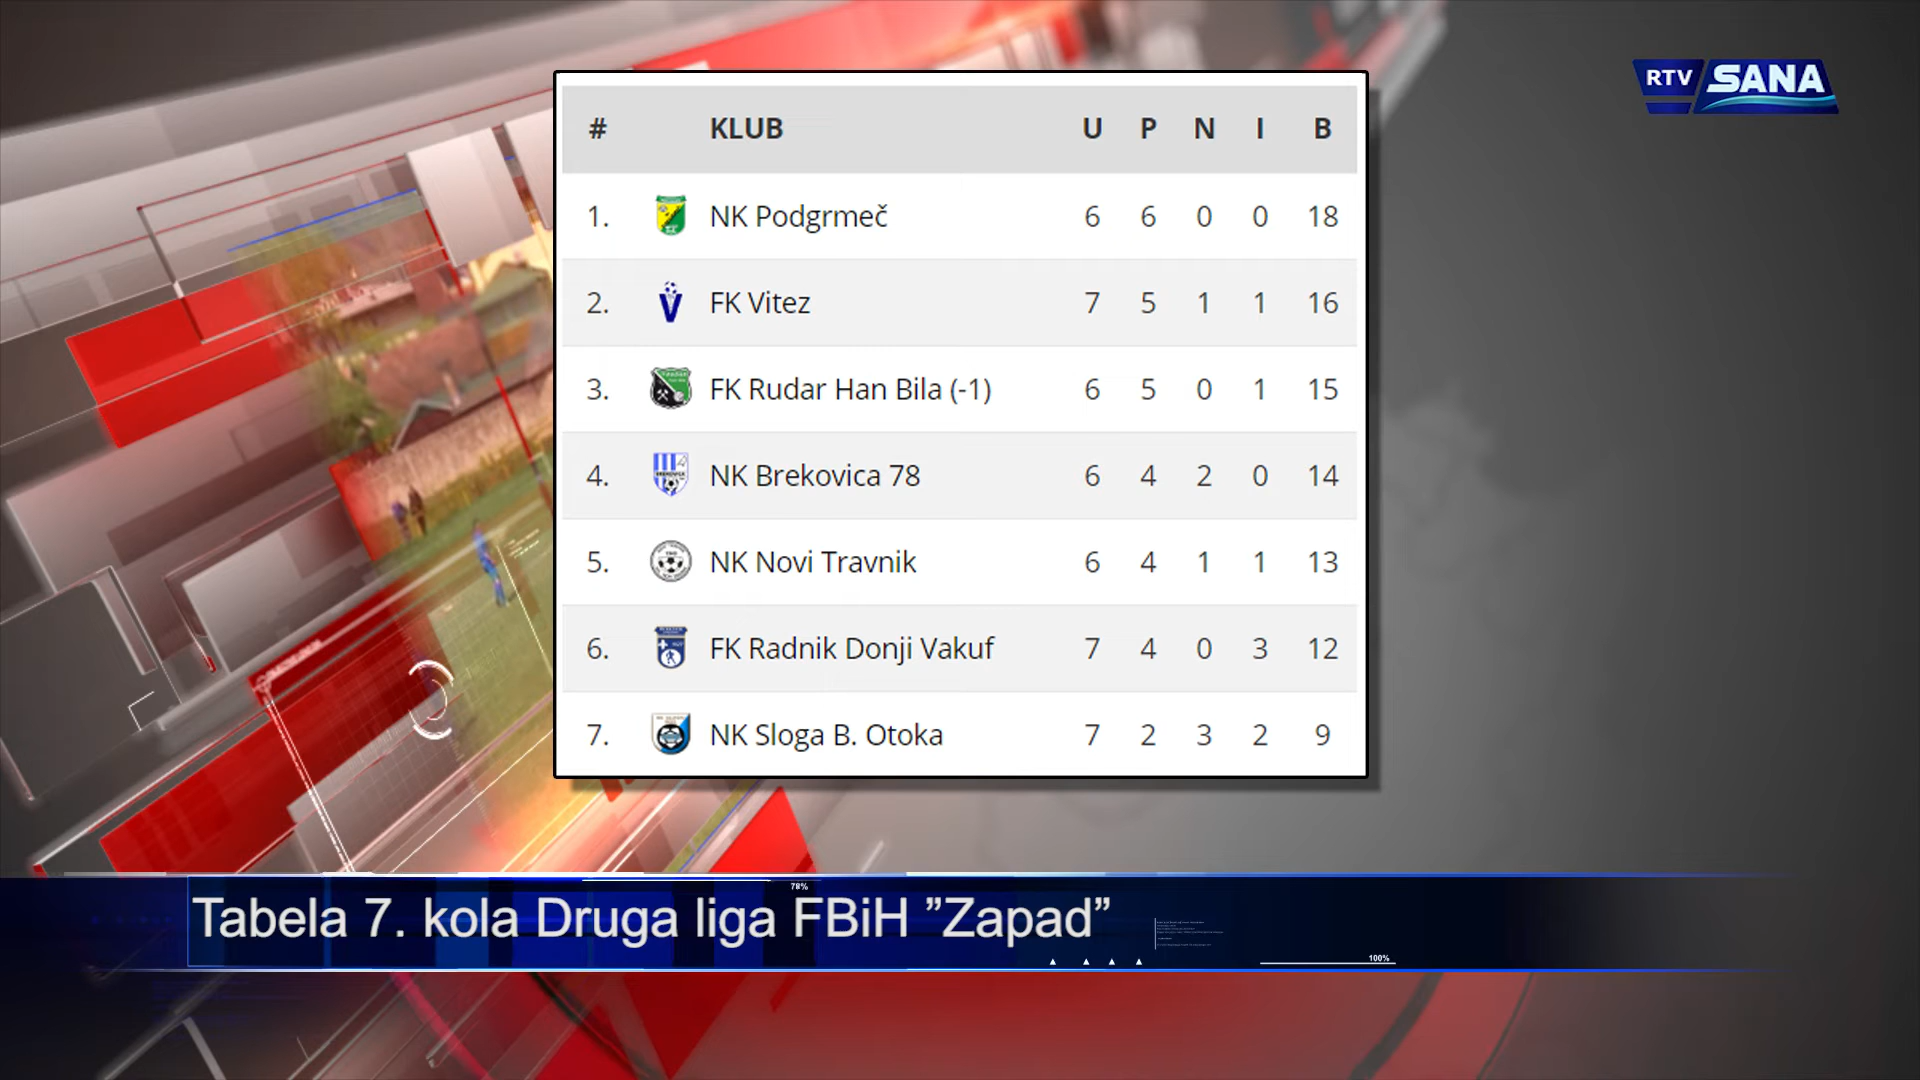 RTV SANA
# KLUB U P N I B
1. NK Podgrmeč 6 6 0 0 18
2. FK Vitez 7 5 1 1 16
3. FK Rudar Han Bila (-1) 6 5 0 1 15
4. NK Brekovica 78 6 4 2 0 14
5. NK Novi Travnik 6 4 1 1 13
6. FK Radnik Donji Vakuf 7 4 0 3 12
7. NK Sloga B. Otoka 7 2 3 2 9
78%
Tabela 7. kola Druga liga FBiH ”Zapad”
100%